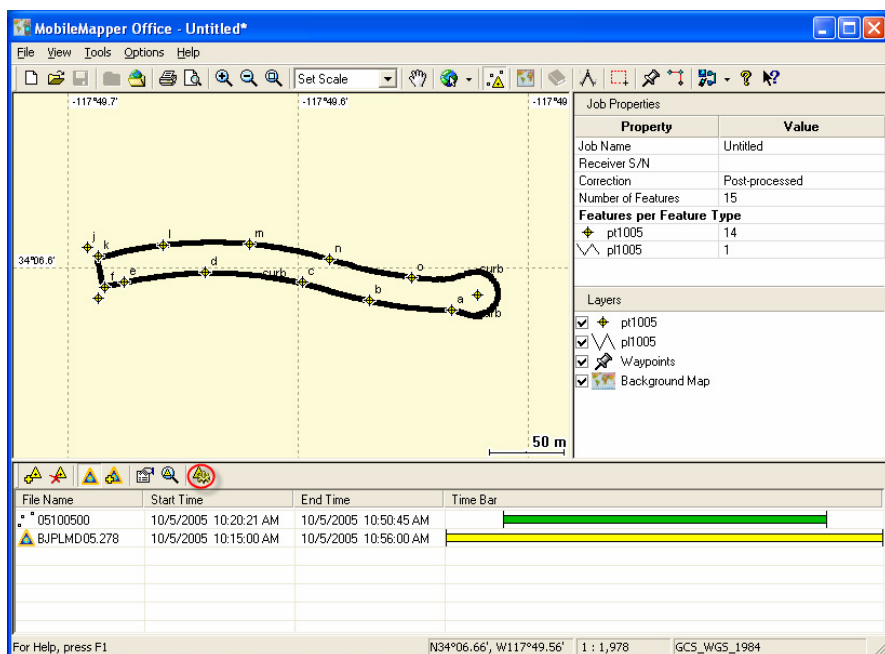 MobileMapper Office - Untitled*
File View Tools Options Help
Set Scale
-117°49.7' -117°49.6' -117°49
34°06.6'
j
k
l
m
n
o
curb
f
e
d
curb
c
b
a
curb
50 m
Job Properties
Property Value
Job Name Untitled
Receiver S/N
Correction Post-processed
Number of Features 15
Features per Feature Type
pt1005 14
pl1005 1
Layers
pt1005
pl1005
Waypoints
Background Map
File Name Start Time End Time Time Bar
05100500 10/5/2005 10:20:21 AM 10/5/2005 10:50:45 AM
BJPLMD05.278 10/5/2005 10:15:00 AM 10/5/2005 10:56:00 AM
For Help, press F1 N34°06.66', W117°49.56' 1 : 1,978 GCS_WGS_1984